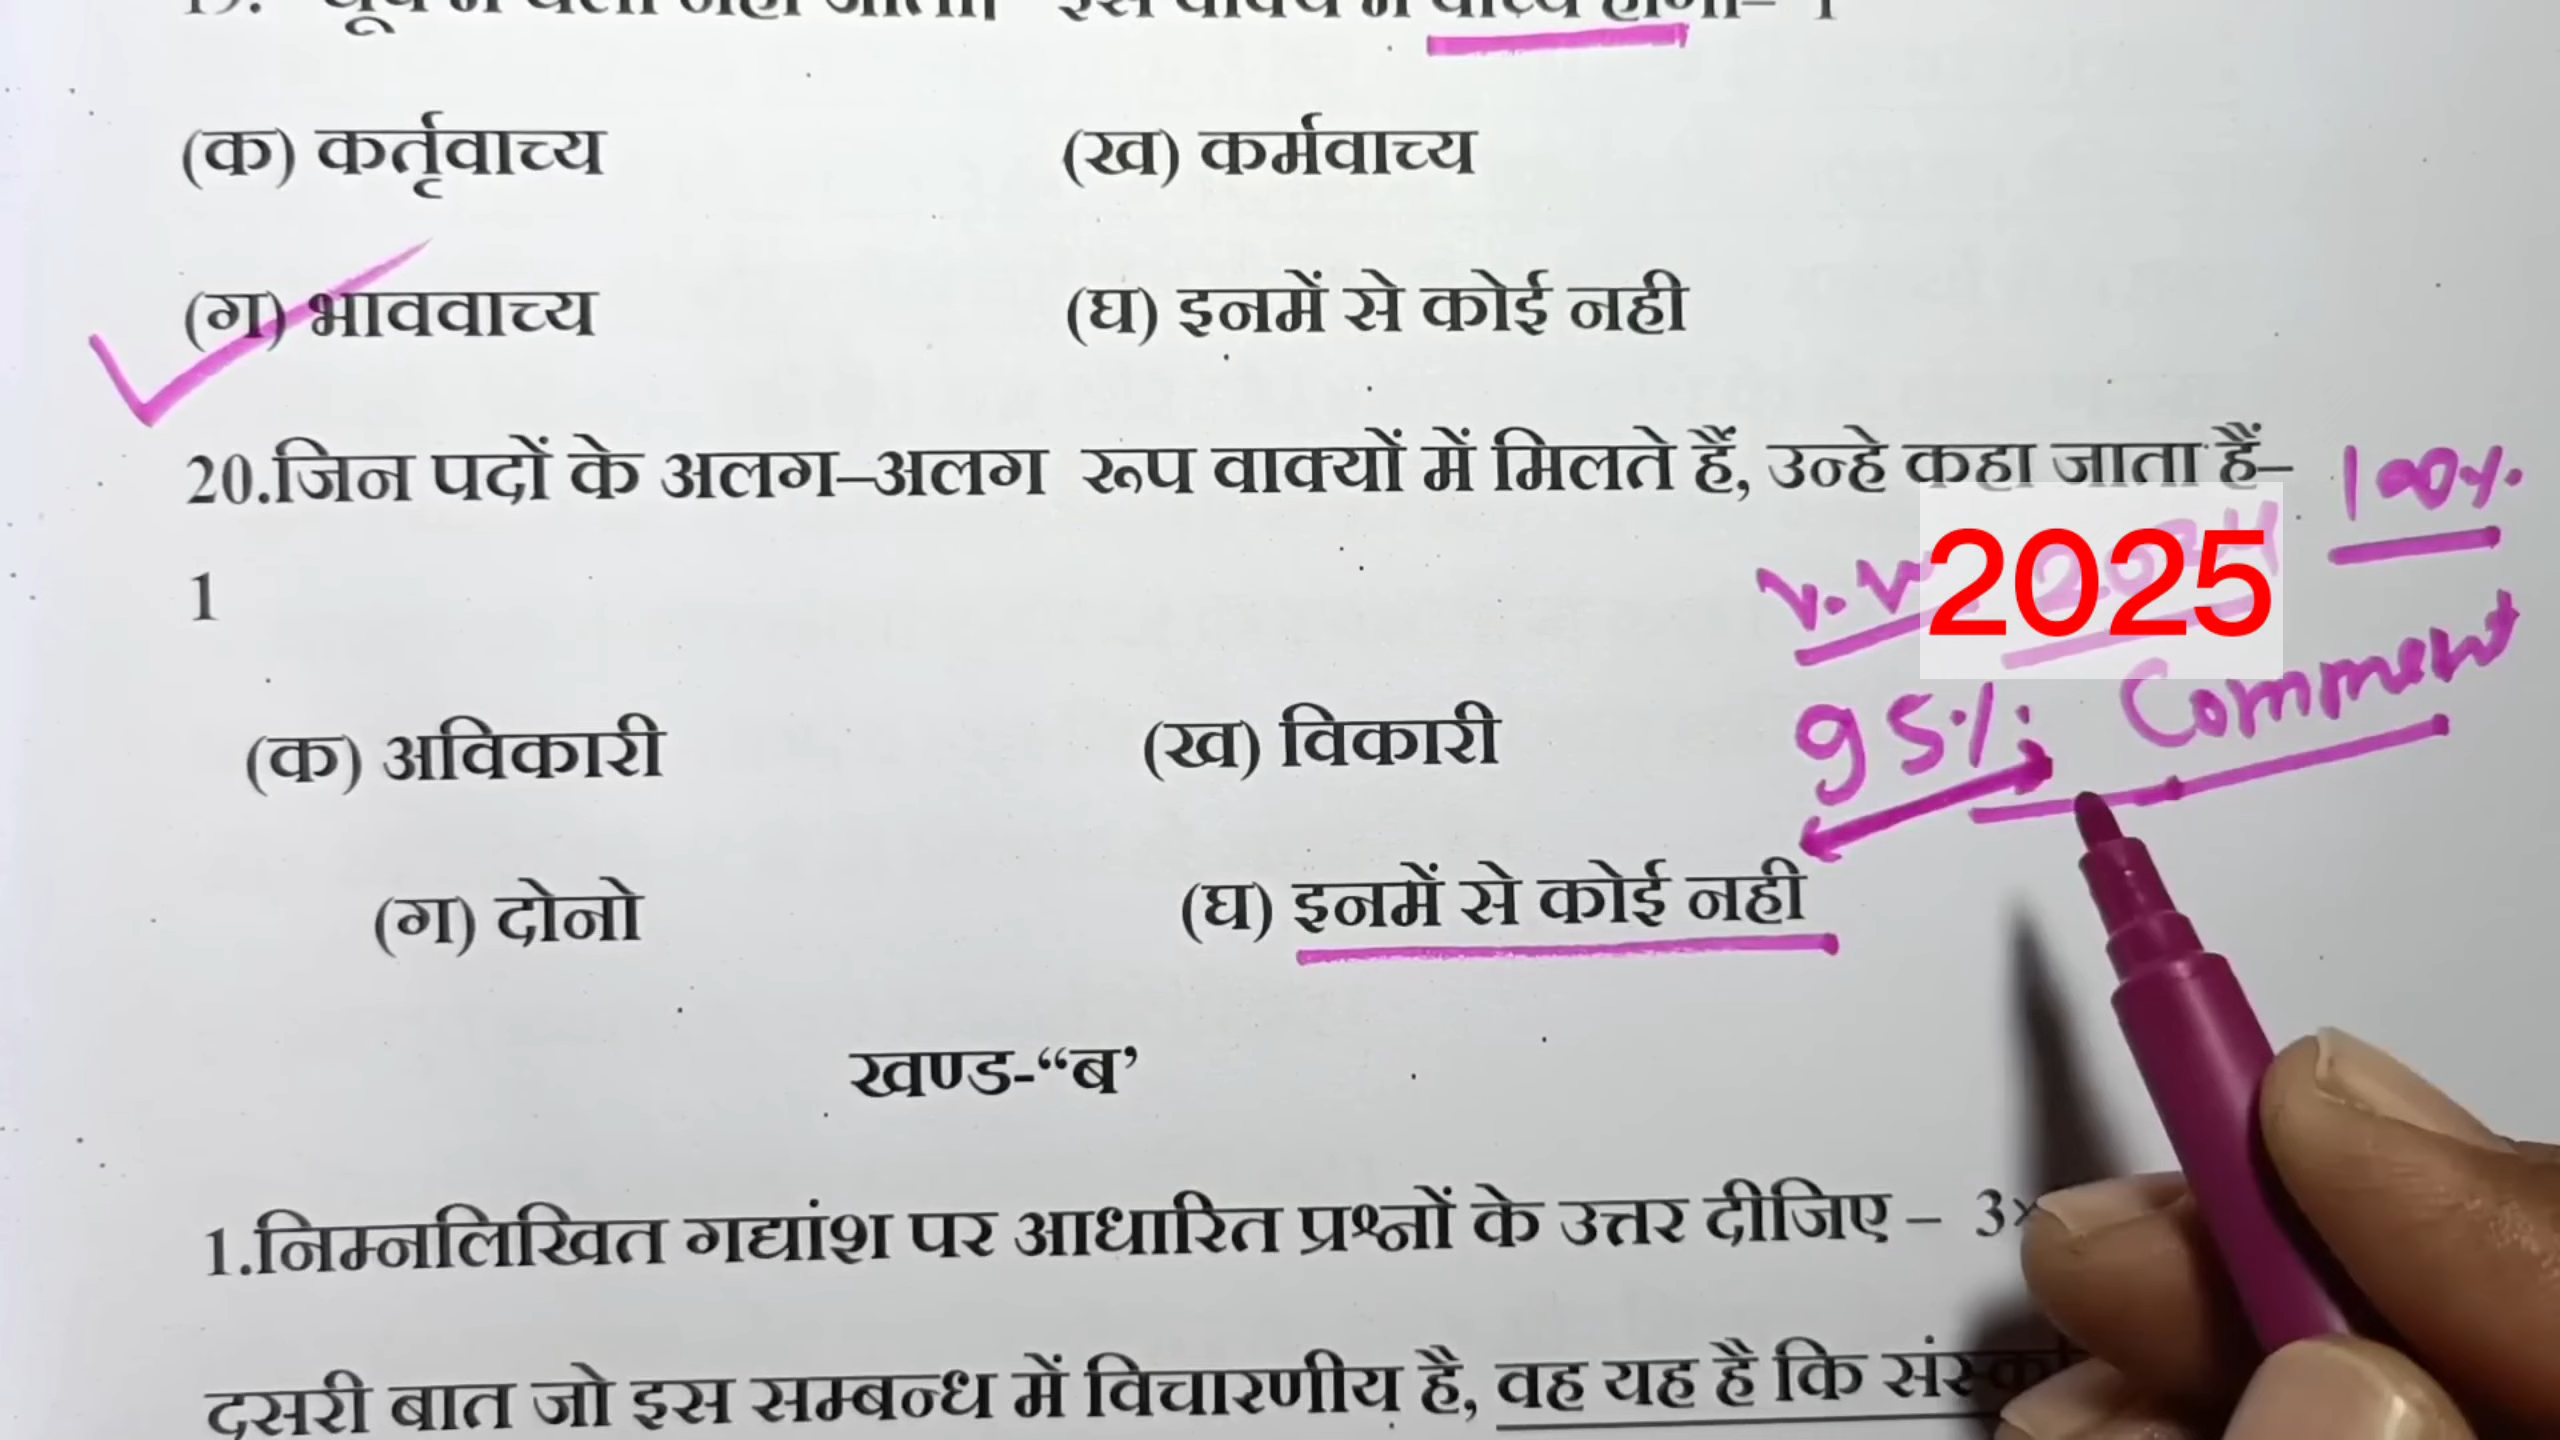 (क) कर्तृवाच्य (ख) कर्मवाच्य
(ग) भाववाच्य (घ) इनमें से कोई नही
20.जिन पदों के अलग–अलग रूप वाक्यों में मिलते हैं, उन्हे कहा जाता हैं– 100%
1
2025
95% Comment
(क) अविकारी (ख) विकारी
(ग) दोनो (घ) इनमें से कोई नही
खण्ड-“ब’
1.निम्नलिखित गद्यांश पर आधारित प्रश्नों के उत्तर दीजिए – 3×
दूसरी बात जो इस सम्बन्ध में विचारणीय है, वह यह है कि